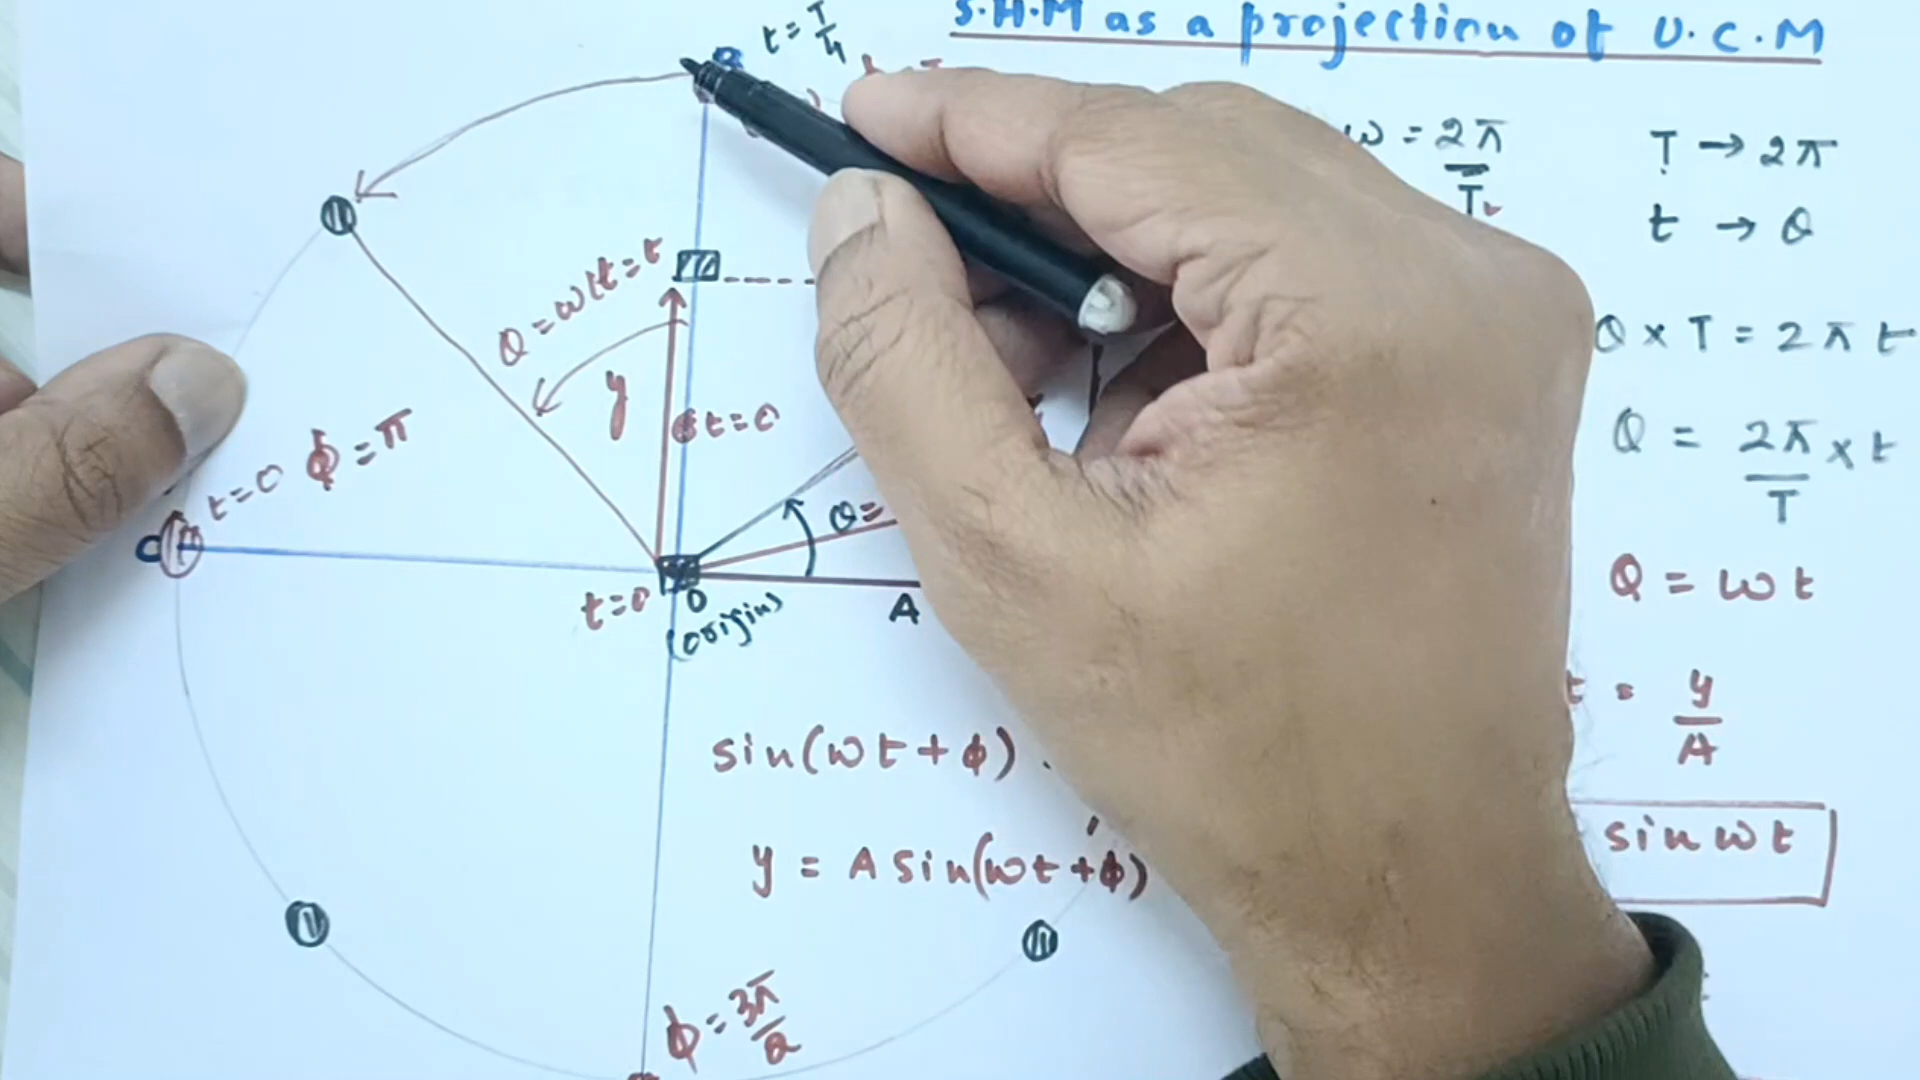 S.H.M as a projection of U.C.M
t = T/4
ω = 2π/T
T → 2π
t → θ
θ = ωt
t = t
y
t=0
θ × T = 2π t
θ = 2π/T × t
t=0 ϕ = π
C
θ =
t=0
O
(origin)
A
θ = ωt
t = y/A
sin(ωt + ϕ)
sin ωt
y = A sin(ωt + ϕ)
ϕ = 3π/2